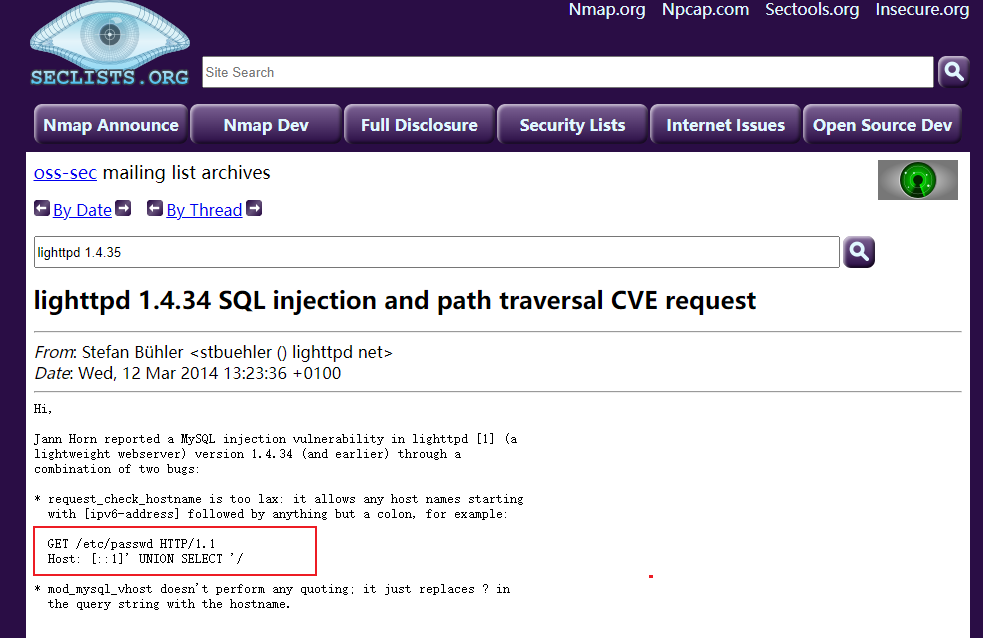 Nmap.org Npcap.com Sectools.org Insecure.org
SECLISTS.ORG
Site Search
Nmap Announce Nmap Dev Full Disclosure Security Lists Internet Issues Open Source Dev
oss-sec mailing list archives
By Date By Thread
lighttpd 1.4.35
lighttpd 1.4.34 SQL injection and path traversal CVE request
From: Stefan Bühler <stbuehler () lighttpd net>
Date: Wed, 12 Mar 2014 13:23:36 +0100
Hi,
Jann Horn reported a MySQL injection vulnerability in lighttpd [1] (a
lightweight webserver) version 1.4.34 (and earlier) through a
combination of two bugs:
* request_check_hostname is too lax: it allows any host names starting
with [ipv6-address] followed by anything but a colon, for example:
GET /etc/passwd HTTP/1.1
Host: [::1]' UNION SELECT '/
* mod_mysql_vhost doesn't perform any quoting; it just replaces ? in
the query string with the hostname.